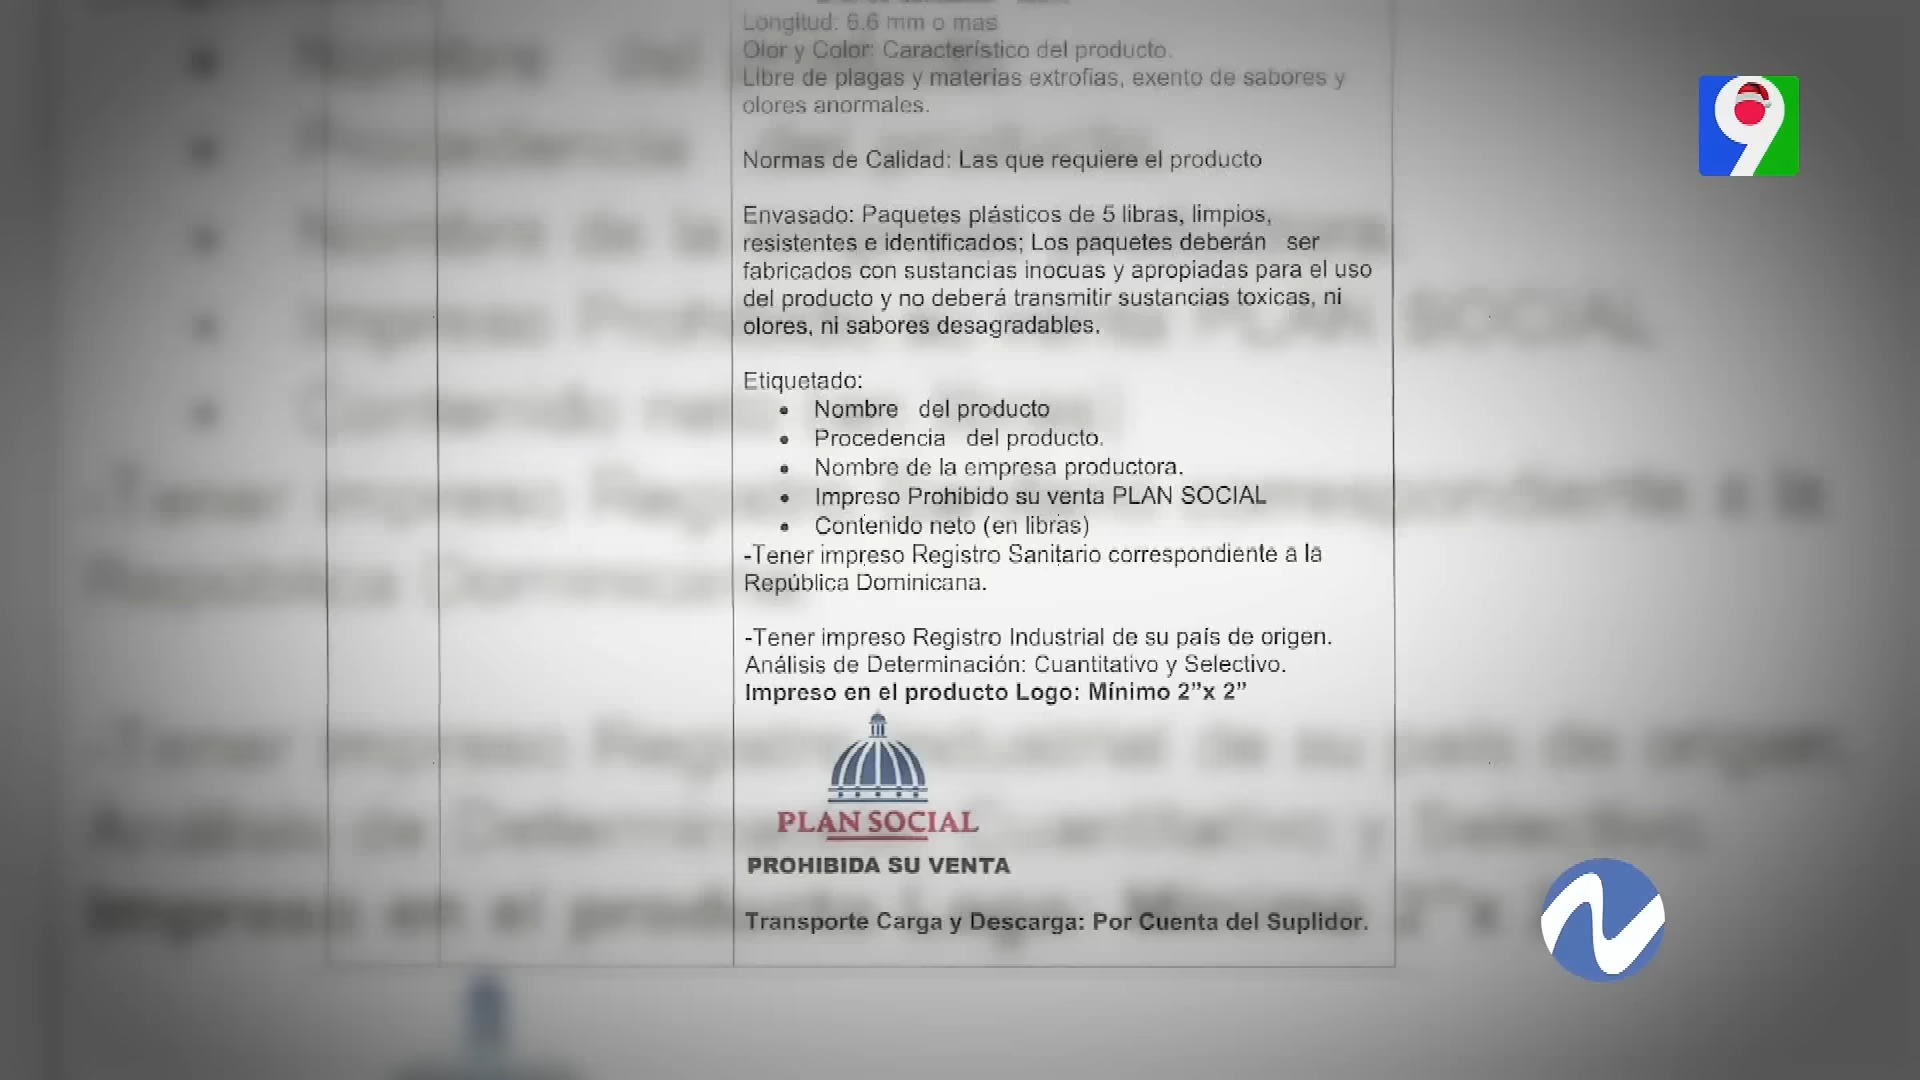 Longitud: 6.6 mm o mas
Olor y Color: Característico del producto.
Libre de plagas y materias extrofias, exento de sabores y
olores anormales.
Normas de Calidad: Las que requiere el producto
Envasado: Paquetes plásticos de 5 libras, limpios,
resistentes e identificados; Los paquetes deberán ser
fabricados con sustancias inocuas y apropiadas para el uso
del producto y no deberá transmitir sustancias toxicas, ni
olores, ni sabores desagradables.
Etiquetado:
• Nombre del producto
• Procedencia del producto.
• Nombre de la empresa productora.
• Impreso Prohibido su venta PLAN SOCIAL
• Contenido neto (en libras)
-Tener impreso Registro Sanitario correspondiente a la
República Dominicana.
-Tener impreso Registro Industrial de su país de origen.
Análisis de Determinación: Cuantitativo y Selectivo.
Impreso en el producto Logo: Mínimo 2”x 2”
PLAN SOCIAL
PROHIBIDA SU VENTA
Transporte Carga y Descarga: Por Cuenta del Suplidor.
9
N